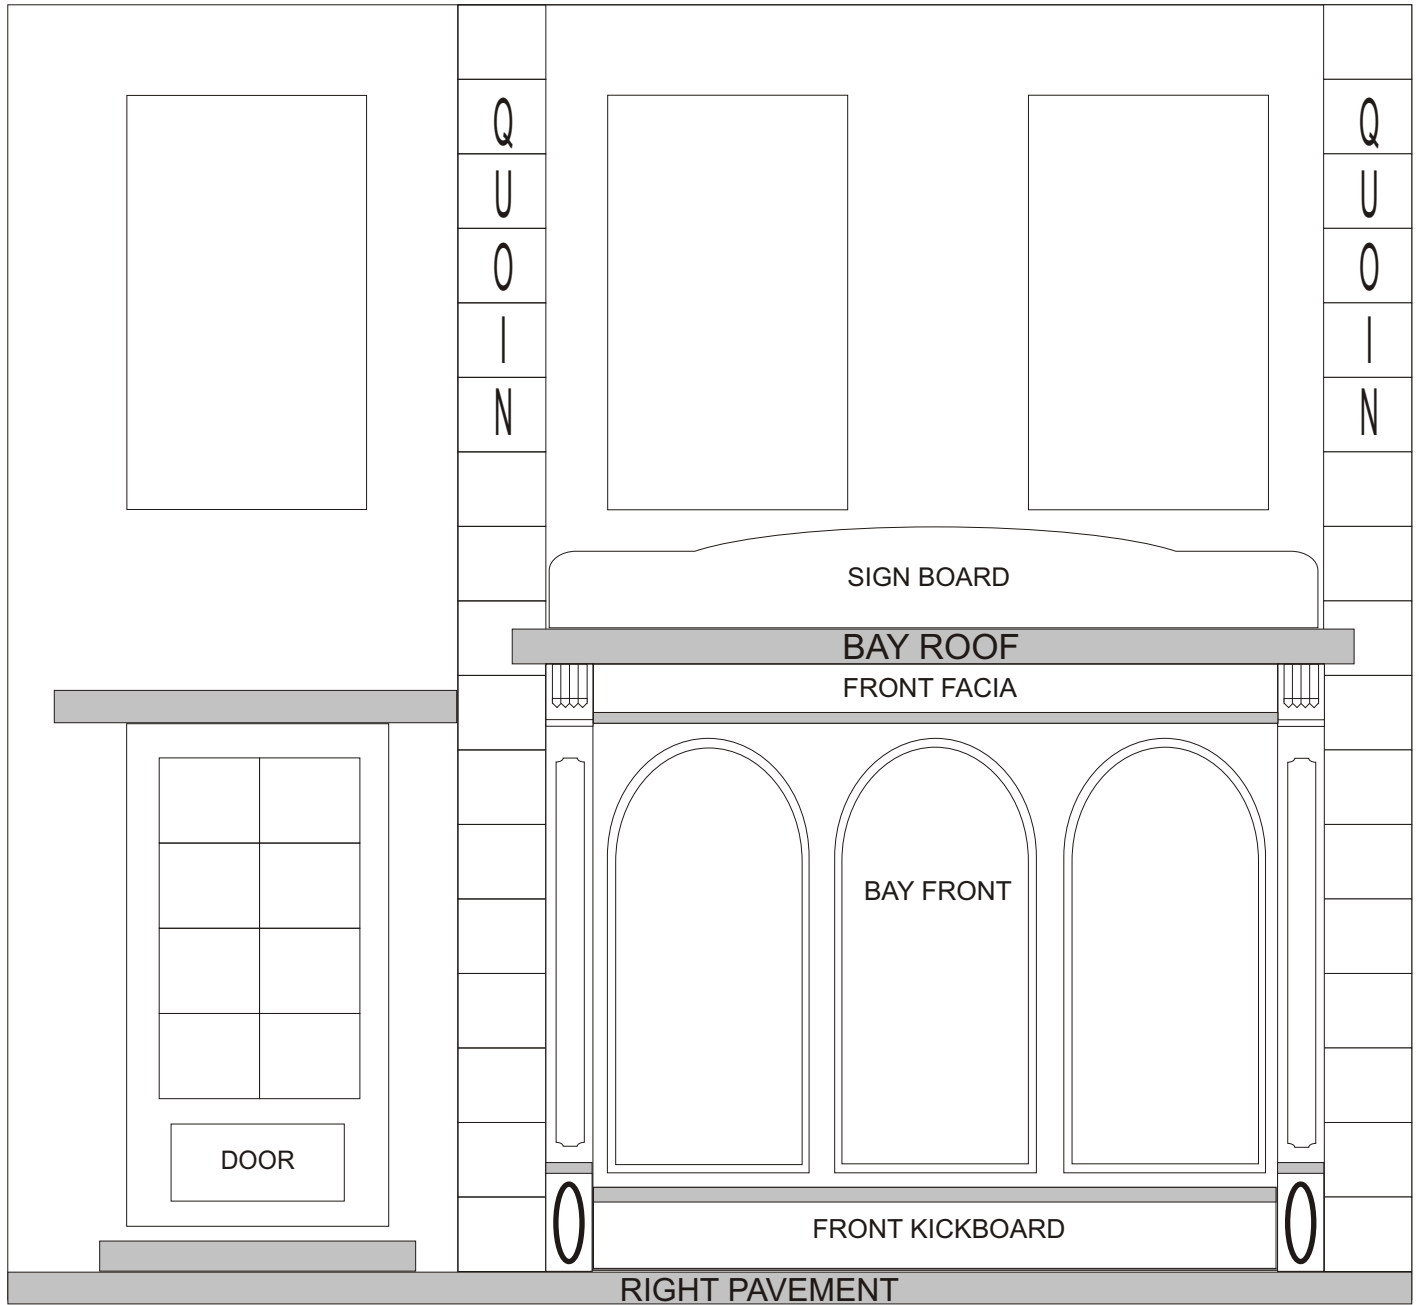 QUOIN
QUOIN
SIGN BOARD
BAY ROOF
FRONT FACIA
BAY FRONT
DOOR
FRONT KICKBOARD
RIGHT PAVEMENT